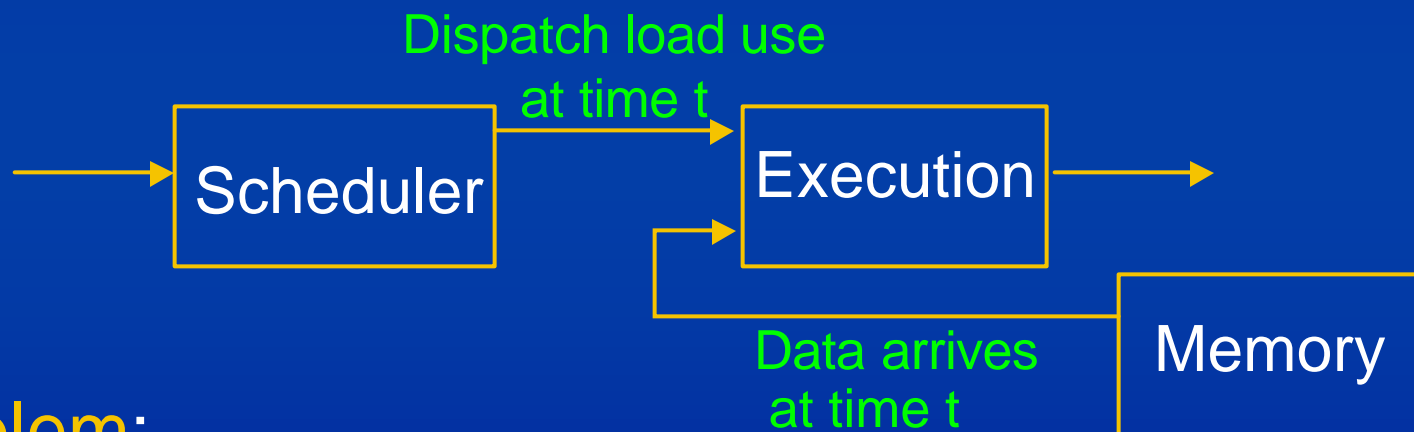 Dispatch load use
at time t
Scheduler
Execution
Data arrives
at time t
Memory